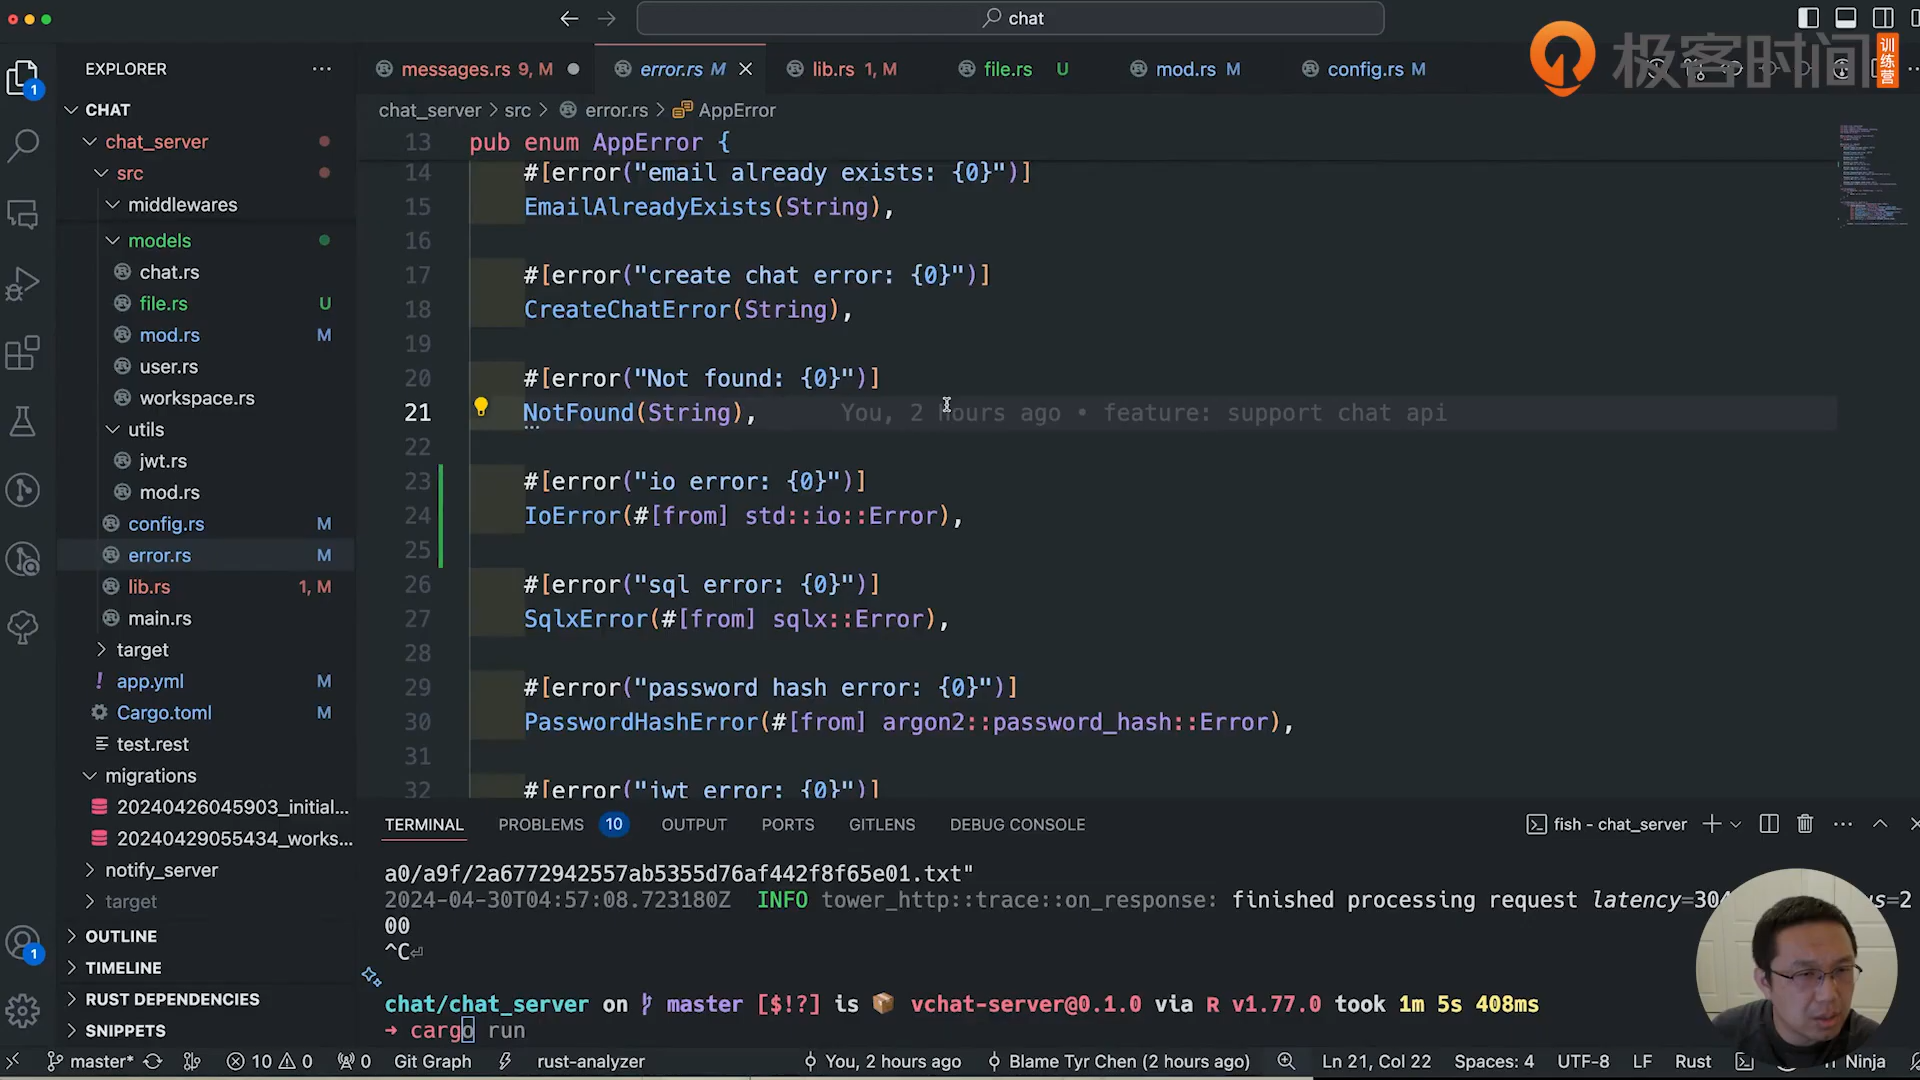 chat
极客时间
训练营
EXPLORER
messages.rs 9, M
error.rs M
lib.rs 1, M
file.rs U
mod.rs M
config.rs M
CHAT
chat_server > src > error.rs > AppError
chat_server
src
middlewares
models
chat.rs
file.rs U
mod.rs M
user.rs
workspace.rs
utils
jwt.rs
mod.rs
config.rs M
error.rs M
lib.rs 1, M
main.rs
target
app.yml M
Cargo.toml M
test.rest
migrations
20240426045903_initial...
20240429055434_works...
notify_server
target
OUTLINE
TIMELINE
RUST DEPENDENCIES
SNIPPETS
13 pub enum AppError {
14 #[error("email already exists: {0}")]
15 EmailAlreadyExists(String),
16
17 #[error("create chat error: {0}")]
18 CreateChatError(String),
19
20 #[error("Not found: {0}")]
21 NotFound(String), You, 2 hours ago • feature: support chat api
22
23 #[error("io error: {0}")]
24 IoError(#[from] std::io::Error),
25
26 #[error("sql error: {0}")]
27 SqlxError(#[from] sqlx::Error),
28
29 #[error("password hash error: {0}")]
30 PasswordHashError(#[from] argon2::password_hash::Error),
31
32 #[error("jwt error: {0}")]
TERMINAL PROBLEMS 10 OUTPUT PORTS GITLENS DEBUG CONSOLE
fish - chat_server
a0/a9f/2a6772942557ab5355d76af442f8f65e01.txt"
2024-04-30T04:57:08.723180Z INFO tower_http::trace::on_response: finished processing request latency=304 =2
00
^C
chat/chat_server on master [$!?] is vchat-server@0.1.0 via R v1.77.0 took 1m 5s 408ms
→ cargo run
master* 10 0 0 Git Graph rust-analyzer You, 2 hours ago Blame Tyr Chen (2 hours ago) Ln 21, Col 22 Spaces: 4 UTF-8 LF Rust Ninja
1
1